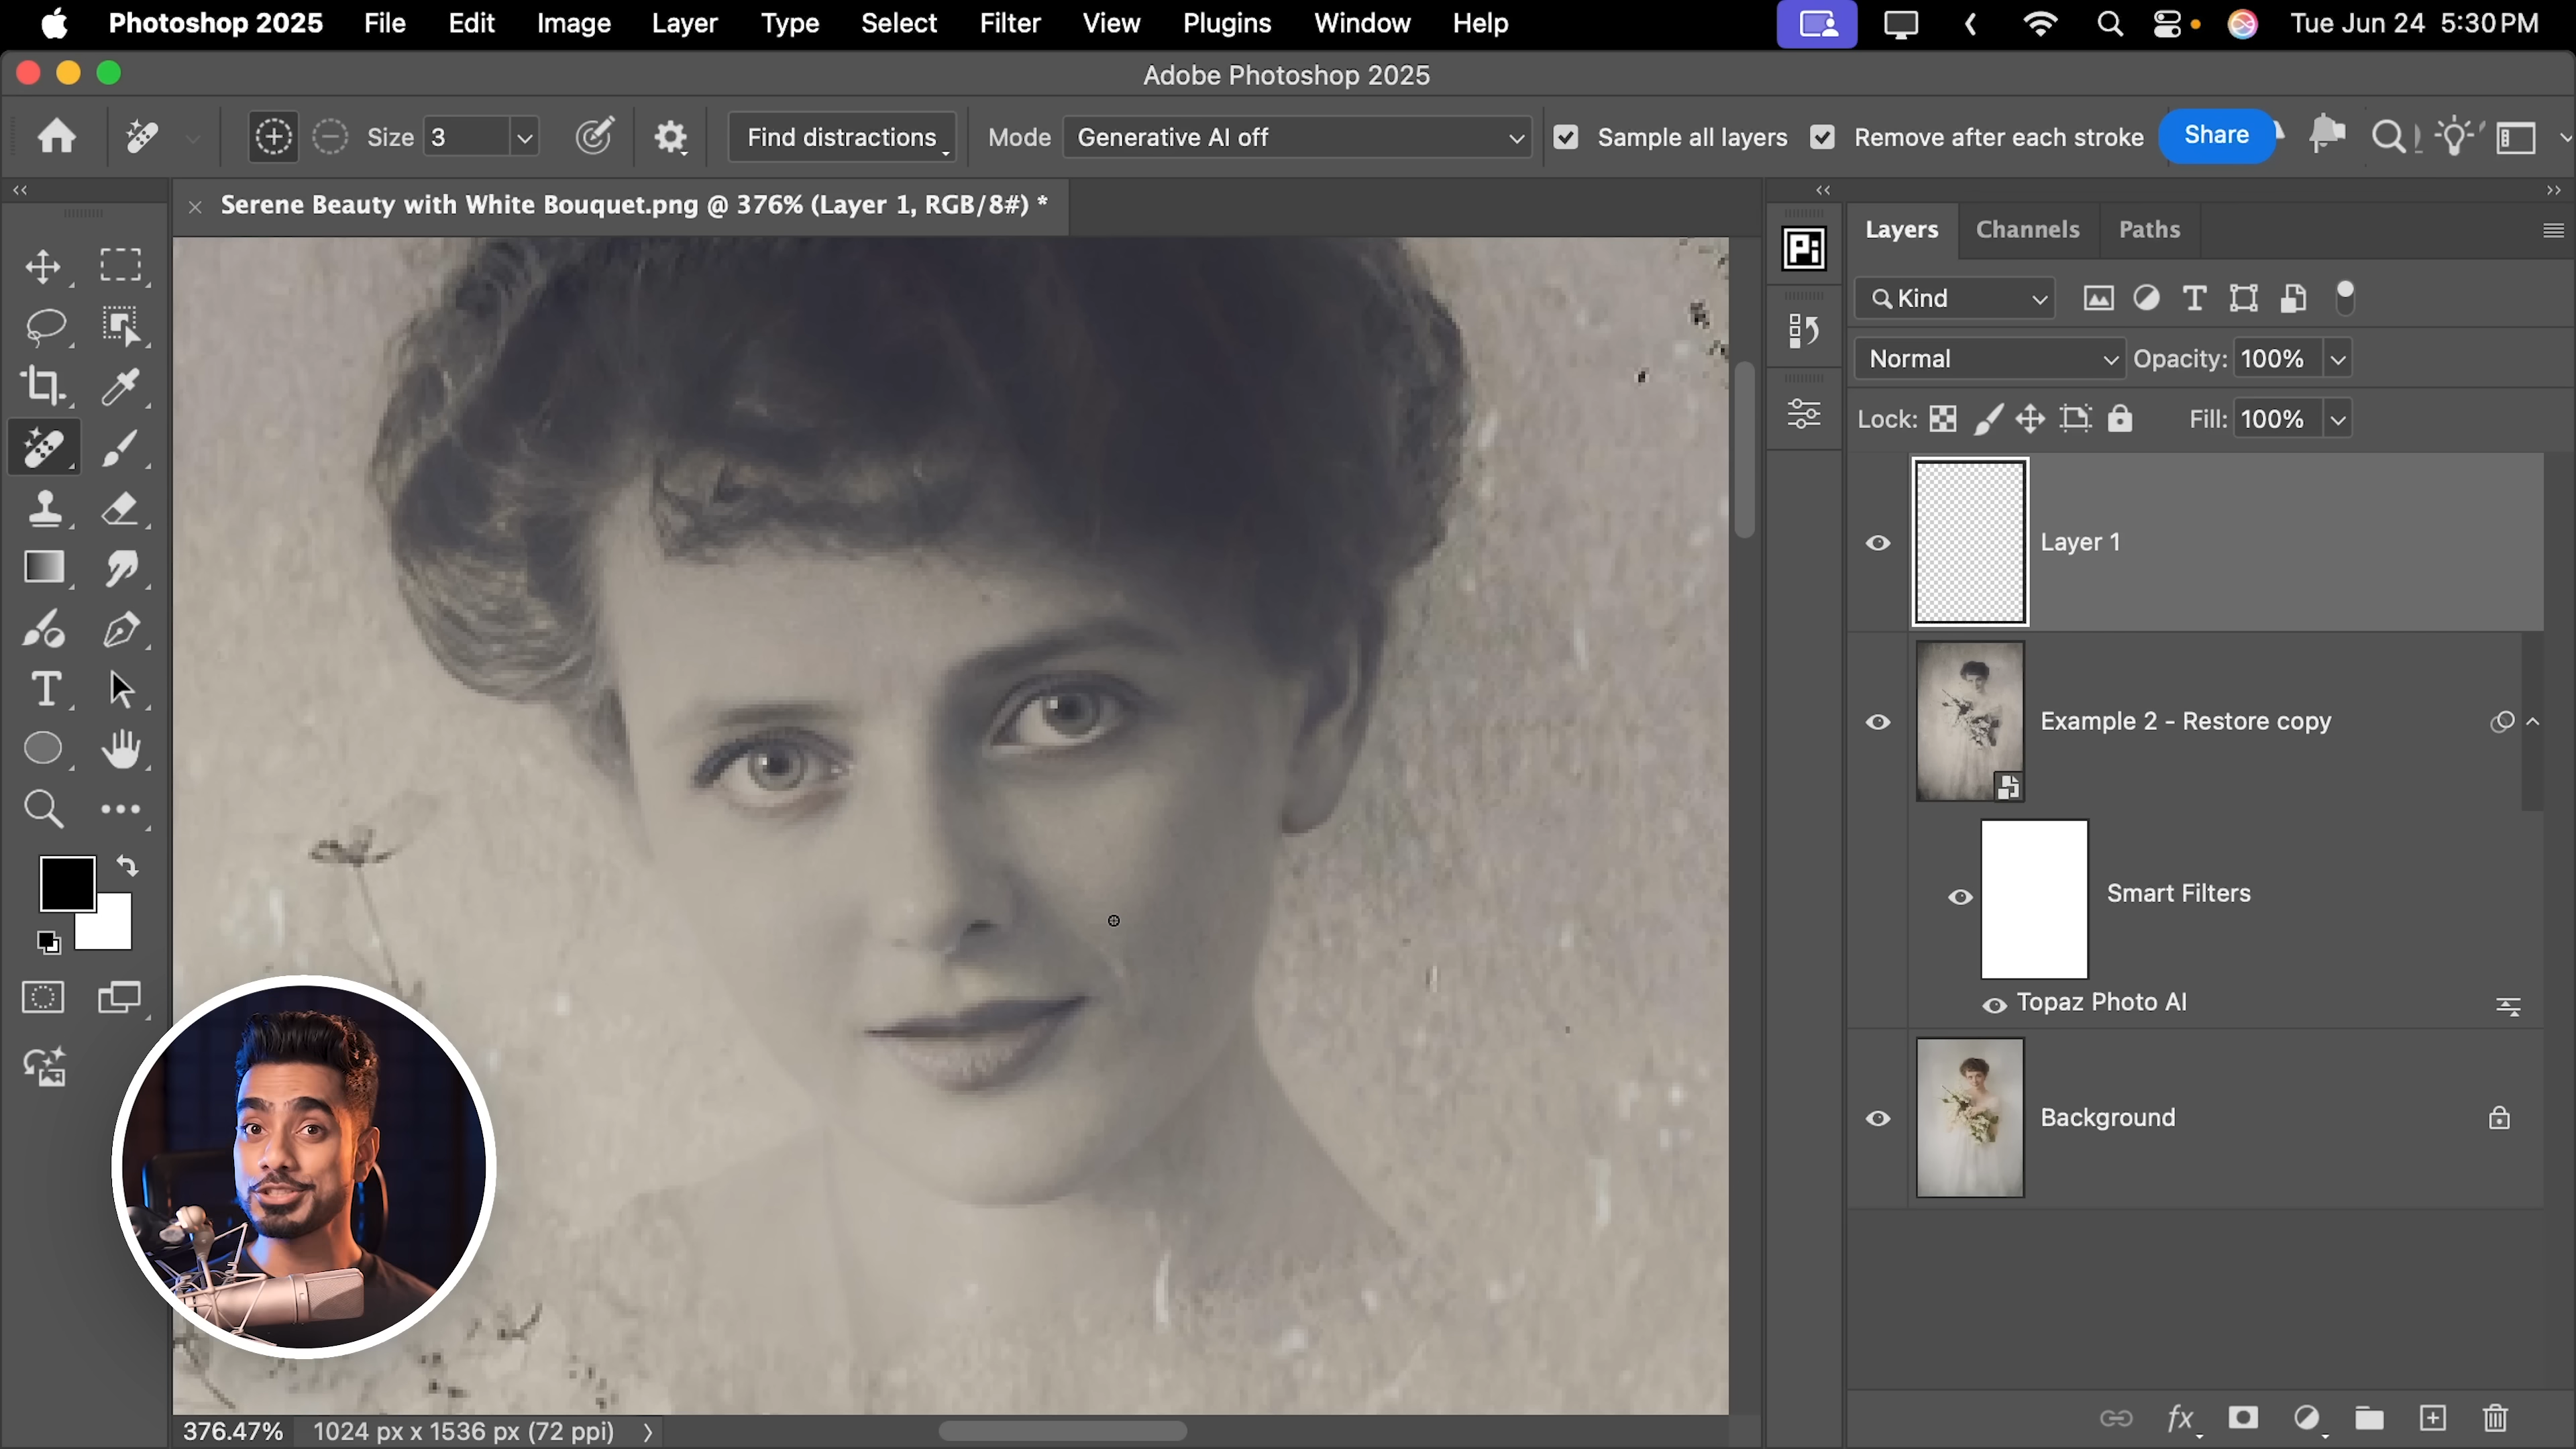 Photoshop 2025 File Edit Image Layer Type Select Filter View Plugins Window Help Tue Jun 24 5:30 PM
Adobe Photoshop 2025
Size 3 Find distractions Mode Generative AI off Sample all layers Remove after each stroke Share
Serene Beauty with White Bouquet.png @ 376% (Layer 1, RGB/8#) *
Layers Channels Paths
Pi
Kind
Normal Opacity: 100%
Lock: Fill: 100%
Layer 1
Example 2 - Restore copy
Smart Filters
Topaz Photo AI
Background
fx
376.47% 1024 px x 1536 px (72 ppi)